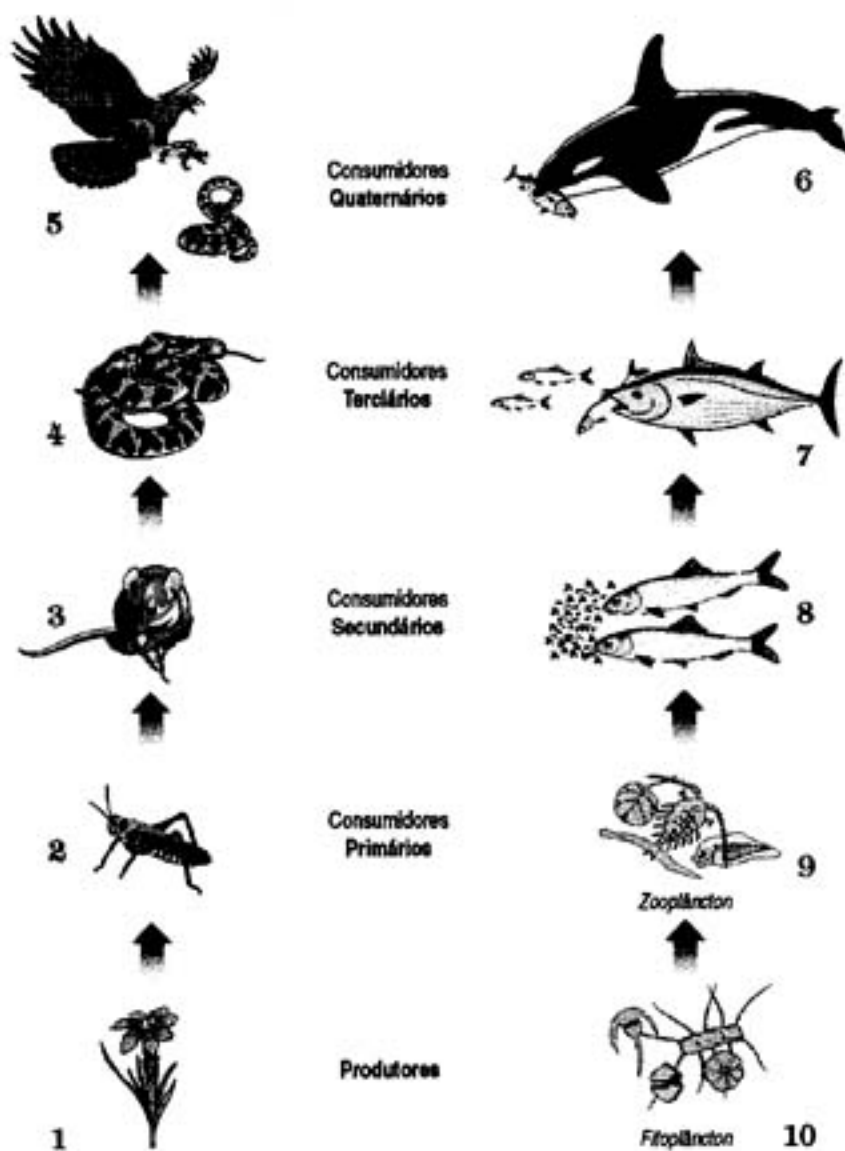 Consumidores
Quaternários
5
6
Consumidores
Terciários
4
7
3
Consumidores
Secundários
8
2
Consumidores
Primários
9
Zooplâncton
Produtores
1
Fitoplâncton
10